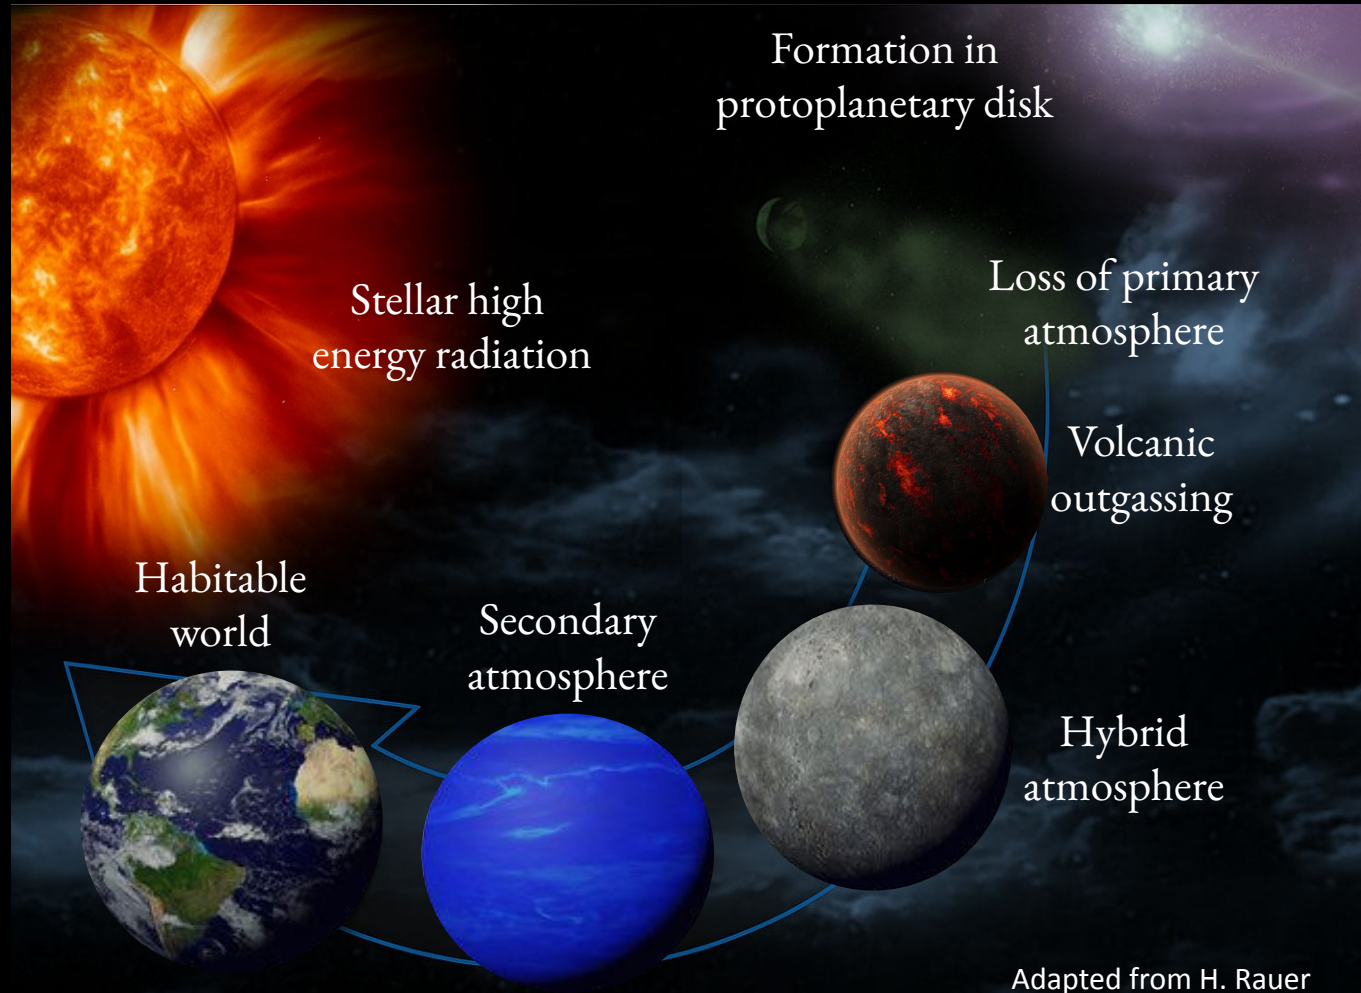 Formation in
protoplanetary disk
Loss of primary
atmosphere
Stellar high
energy radiation
Volcanic
outgassing
Habitable
world
Secondary
atmosphere
Hybrid
atmosphere
Adapted from H. Rauer